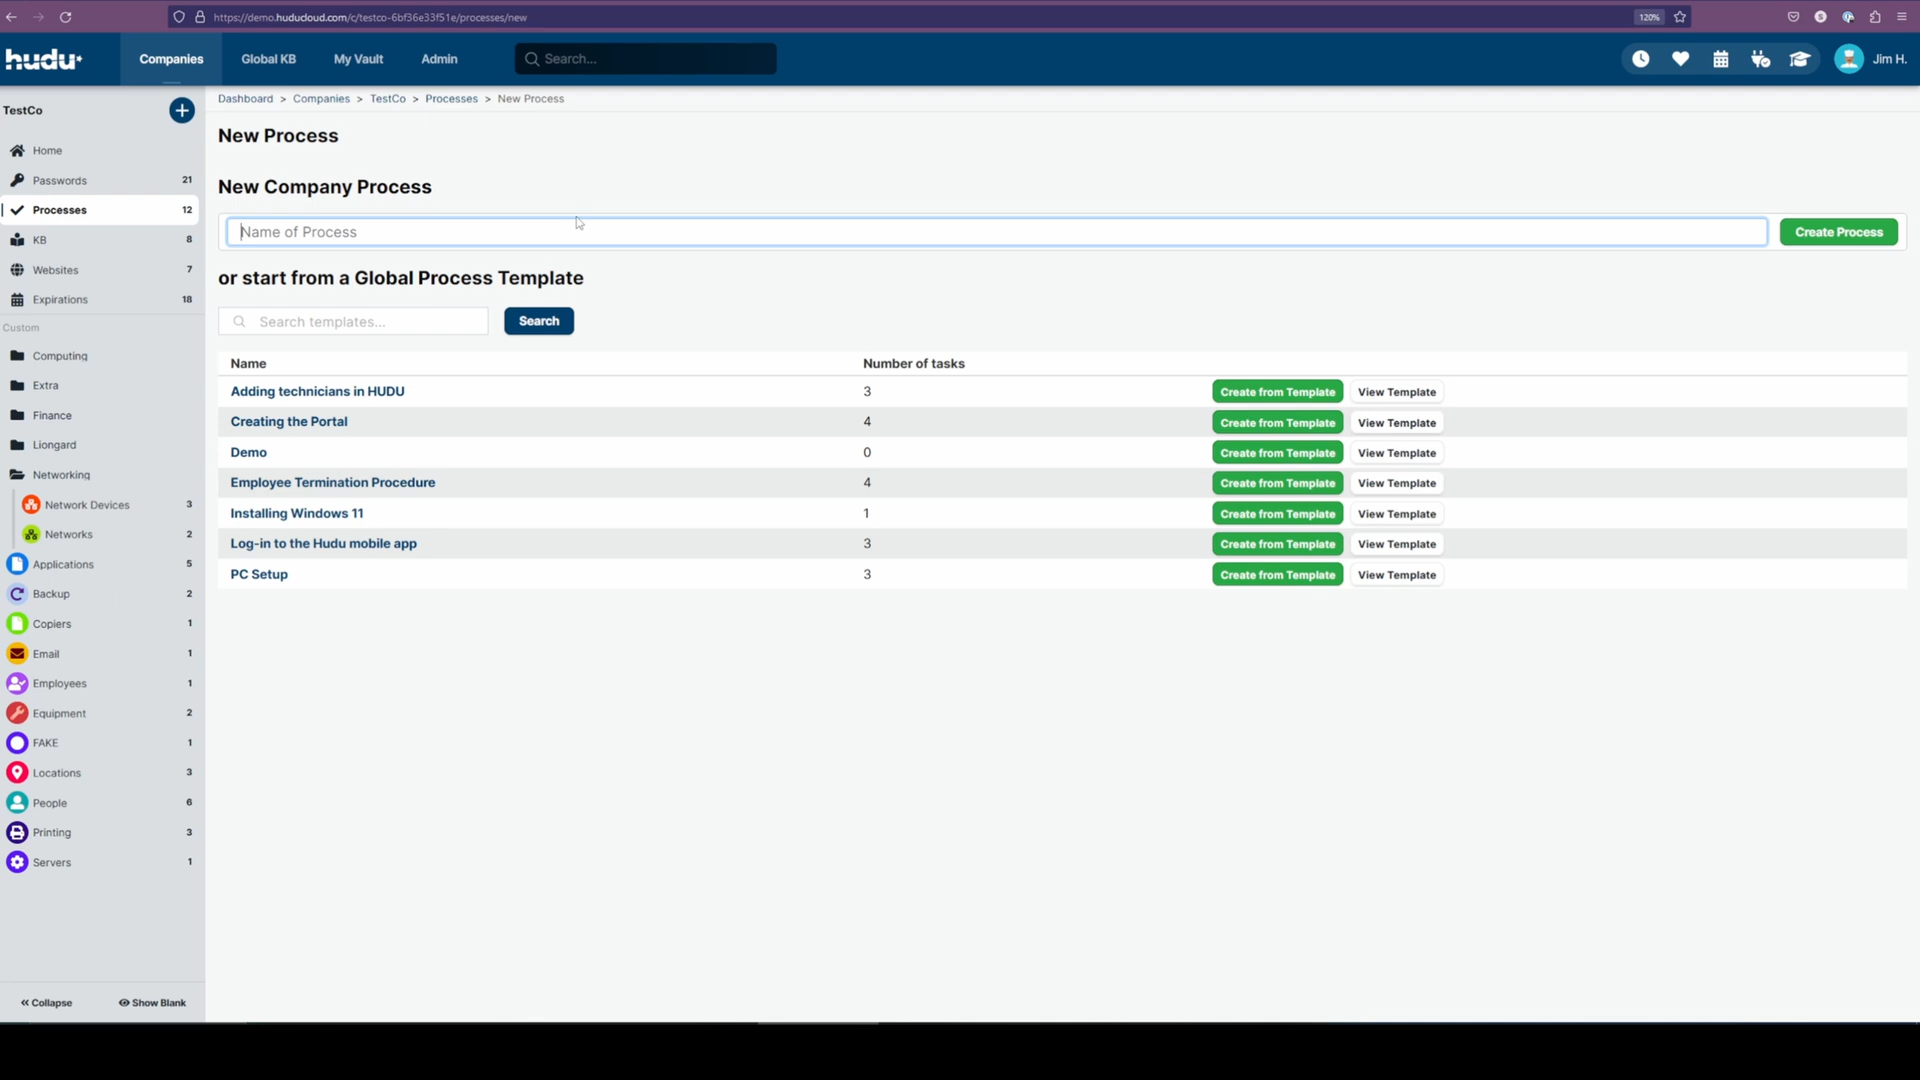 https://demo.huducloud.com/c/testco-6bf36e33f51e/processes/new 120%
hudu Companies Global KB My Vault Admin Search... Jim H.
TestCo
Home
Passwords 21
Processes 12
KB 8
Websites 7
Expirations 18
Custom
Computing
Extra
Finance
Liongard
Networking
Network Devices 3
Networks 2
Applications 5
Backup 2
Copiers 1
Email 1
Employees 1
Equipment 2
FAKE 1
Locations 3
People 6
Printing 3
Servers 1
Collapse Show Blank
Dashboard > Companies > TestCo > Processes > New Process
New Process
New Company Process
Name of Process Create Process
or start from a Global Process Template
Search templates... Search
Name Number of tasks
Adding technicians in HUDU 3 Create from Template View Template
Creating the Portal 4 Create from Template View Template
Demo 0 Create from Template View Template
Employee Termination Procedure 4 Create from Template View Template
Installing Windows 11 1 Create from Template View Template
Log-in to the Hudu mobile app 3 Create from Template View Template
PC Setup 3 Create from Template View Template